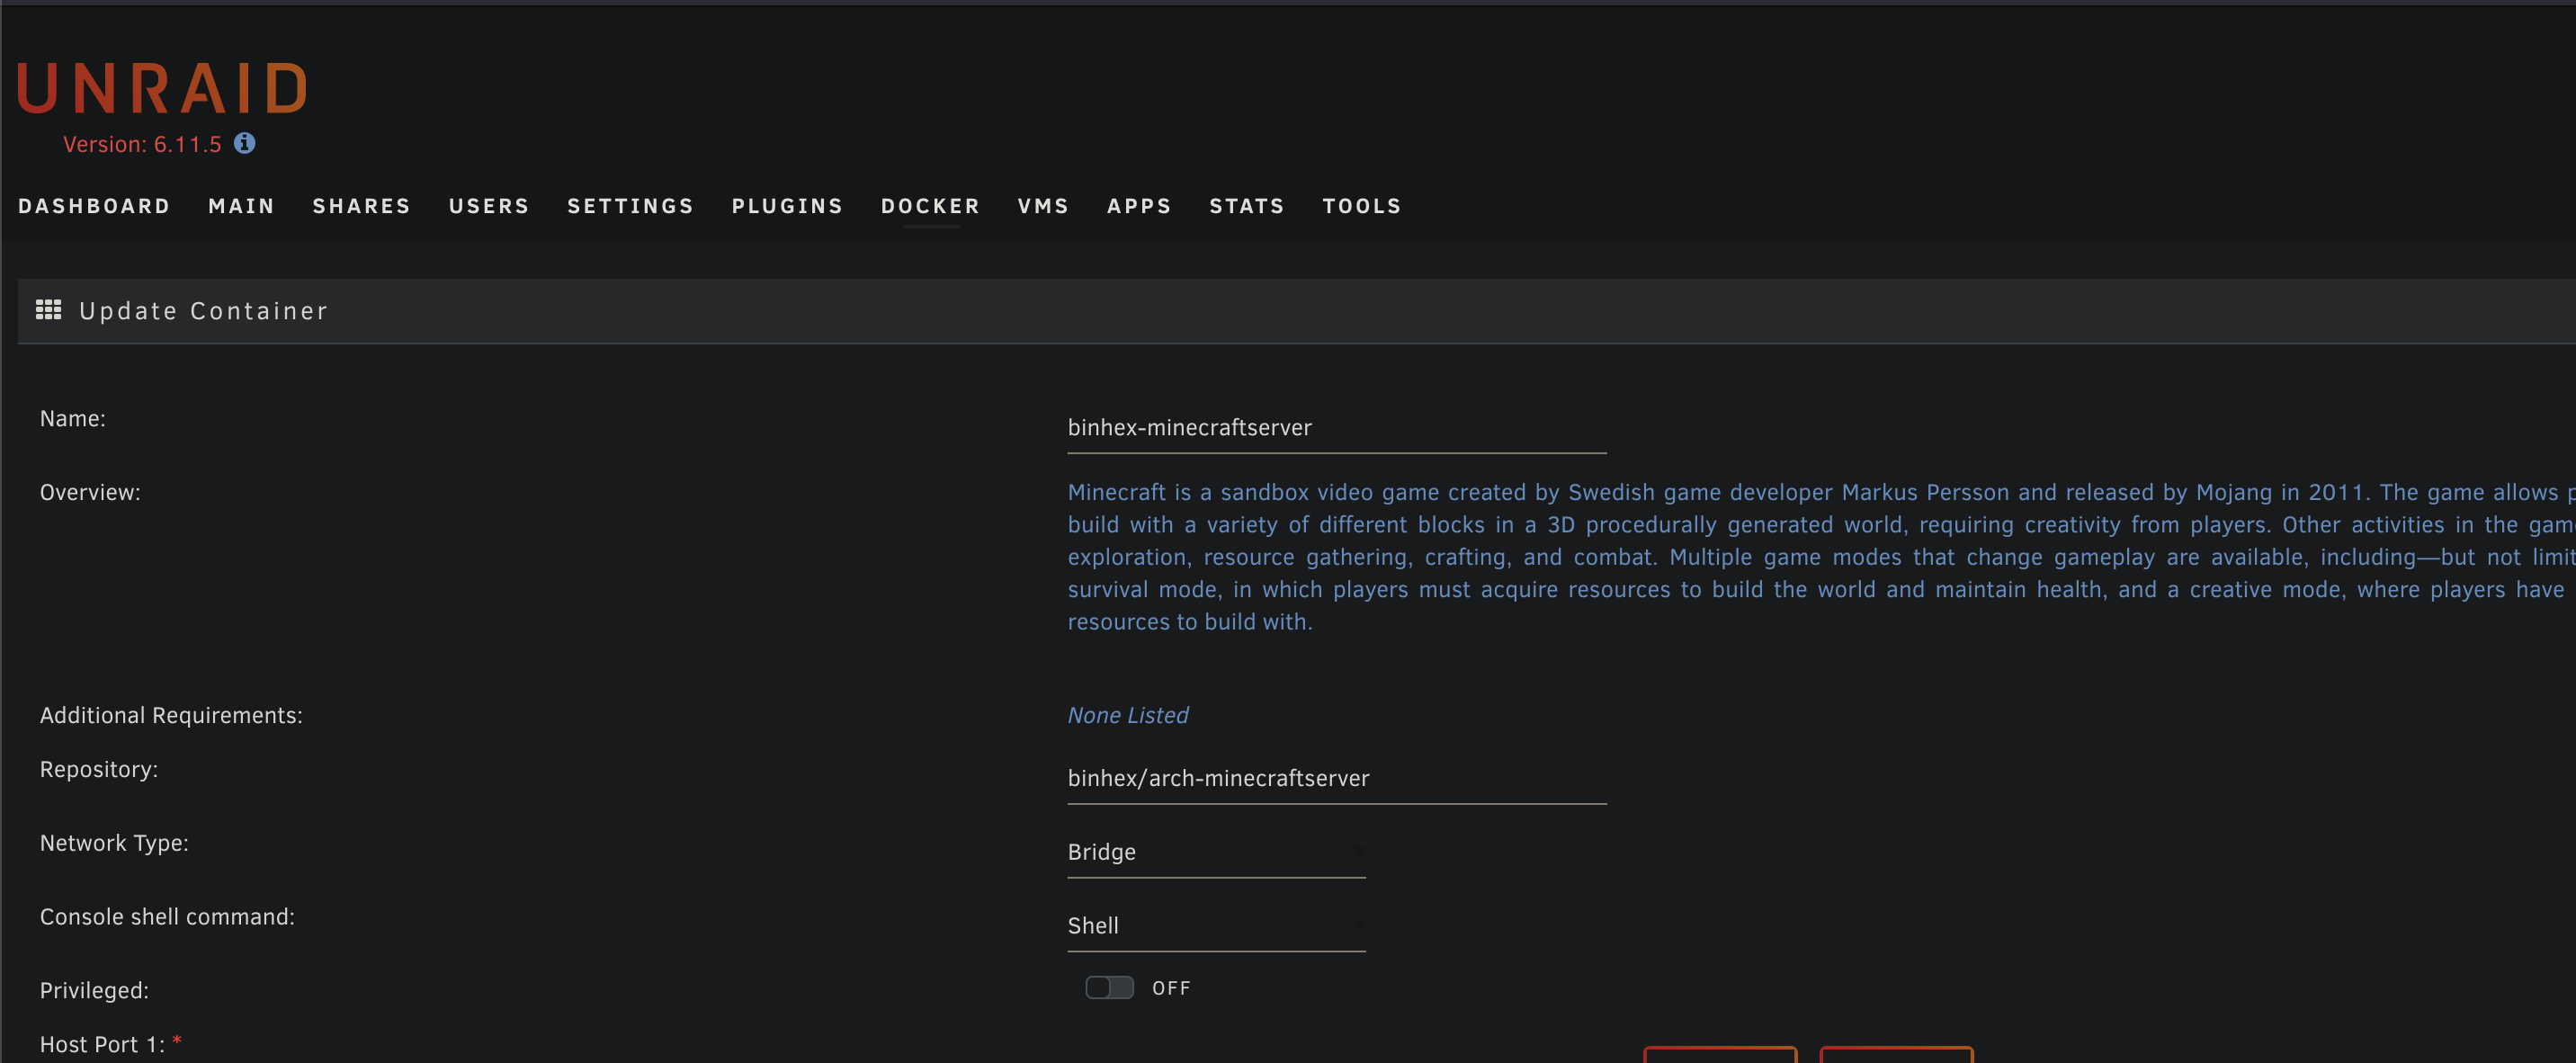 UNRAID
Version: 6.11.5
DASHBOARD MAIN SHARES USERS SETTINGS PLUGINS DOCKER VMS APPS STATS TOOLS
Update Container
Name:
binhex-minecraftserver
Overview:
Minecraft is a sandbox video game created by Swedish game developer Markus Persson and released by Mojang in 2011. The game allows p
build with a variety of different blocks in a 3D procedurally generated world, requiring creativity from players. Other activities in the gam
exploration, resource gathering, crafting, and combat. Multiple game modes that change gameplay are available, including—but not limit
survival mode, in which players must acquire resources to build the world and maintain health, and a creative mode, where players have
resources to build with.
Additional Requirements:
None Listed
Repository:
binhex/arch-minecraftserver
Network Type:
Bridge
Console shell command:
Shell
Privileged:
OFF
Host Port 1: *